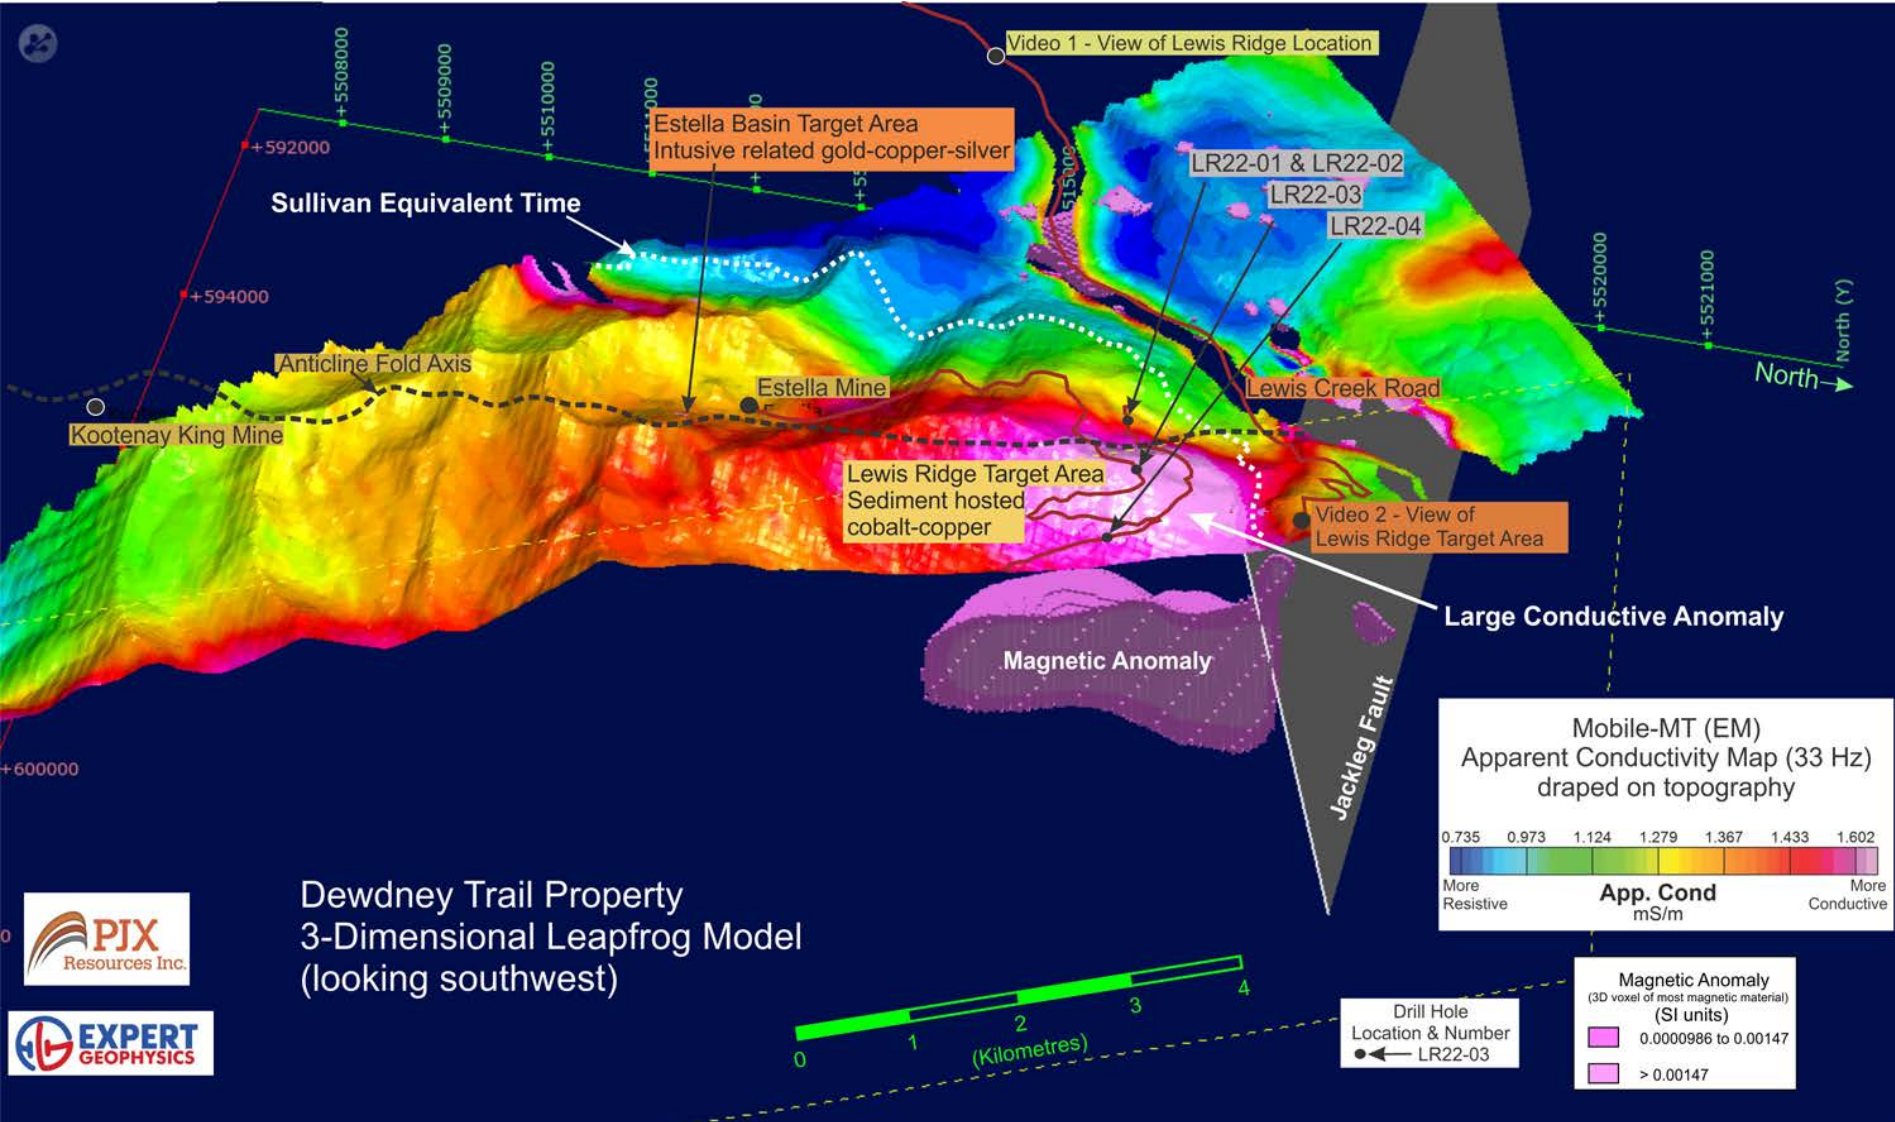 Video 1 - View of Lewis Ridge Location
+5508000
+5509000
+5510000
Estella Basin Target Area
Intusive related gold-copper-silver
+592000
Sullivan Equivalent Time
515000
LR22-01 & LR22-02
LR22-03
LR22-04
+5520000
+5521000
North (Y)
North
+594000
Anticline Fold Axis
Kootenay King Mine
Estella Mine
Lewis Creek Road
Lewis Ridge Target Area
Sediment hosted
cobalt-copper
Video 2 - View of
Lewis Ridge Target Area
Large Conductive Anomaly
Magnetic Anomaly
Jackleg Fault
+600000
Mobile-MT (EM)
Apparent Conductivity Map (33 Hz)
draped on topography
0.735 0.973 1.124 1.279 1.367 1.433 1.602
More
Resistive
App. Cond
mS/m
More
Conductive
Dewdney Trail Property
3-Dimensional Leapfrog Model
(looking southwest)
PJX
Resources Inc.
EXPERT
GEOPHYSICS
0 1 2 3 4
(Kilometres)
Drill Hole
Location & Number
LR22-03
Magnetic Anomaly
(3D voxel of most magnetic material)
(SI units)
0.0000986 to 0.00147
> 0.00147